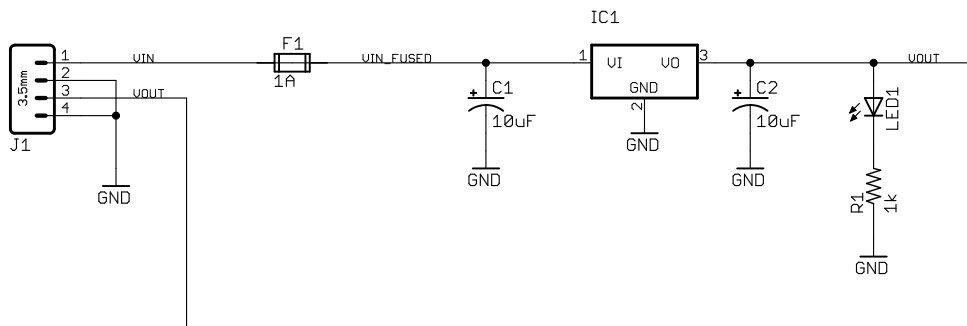 IC1
F1
1 VIN
VIN_FUSED
1
VI VO
3
VOUT
2
3.5mm
3 VOUT
4
J1
1A
C1
10uF
GND
2
GND
C2
10uF
LED1
GND
GND
GND
R1
1k
GND